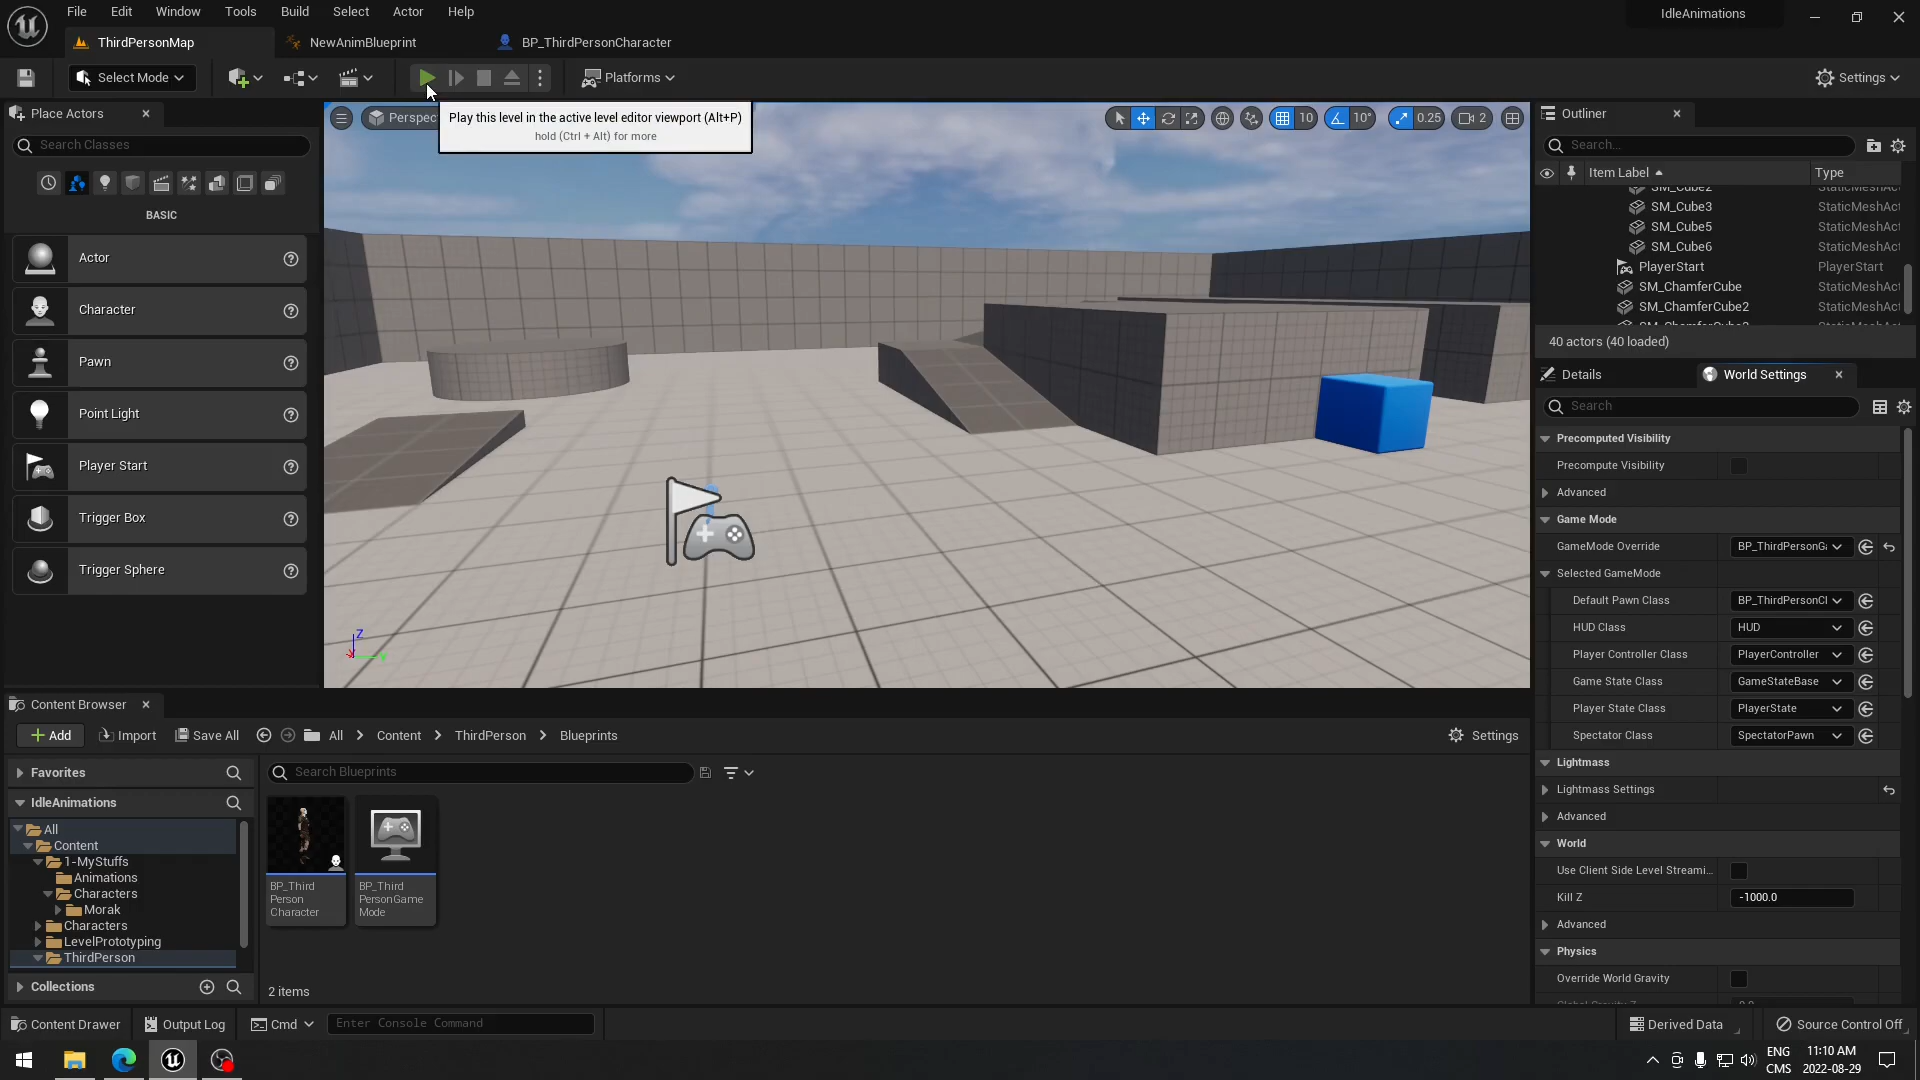 File Edit Window Tools Build Select Actor Help
IdleAnimations
ThirdPersonMap
NewAnimBlueprint
BP_ThirdPersonCharacter
Select Mode
Platforms
Settings
Place Actors
Search Classes
BASIC
Actor
Character
Pawn
Point Light
Player Start
Trigger Box
Trigger Sphere
Perspec
Play this level in the active level editor viewport (Alt+P)
hold (Ctrl + Alt) for more
10
10°
0.25
2
Z
Outliner
Search...
Item Label
Type
SM_Cube2 StaticMeshAct
SM_Cube3 StaticMeshAct
SM_Cube5 StaticMeshAct
SM_Cube6 StaticMeshAct
PlayerStart PlayerStart
SM_ChamferCube StaticMeshAct
SM_ChamferCube2 StaticMeshAct
40 actors (40 loaded)
Details
World Settings
Search
Precomputed Visibility
Precompute Visibility
Advanced
Game Mode
GameMode Override BP_ThirdPersonGa
Selected GameMode
Default Pawn Class BP_ThirdPersonCl
HUD Class HUD
Player Controller Class PlayerController
Game State Class GameStateBase
Player State Class PlayerState
Spectator Class SpectatorPawn
Lightmass
Lightmass Settings
Advanced
World
Use Client Side Level Streami...
Kill Z -1000.0
Advanced
Physics
Override World Gravity
Content Browser
Add Import Save All All Content ThirdPerson Blueprints Settings
Favorites
Search Blueprints
IdleAnimations
All
Content
1-MyStuffs
Animations
Characters
Morak
Characters
LevelPrototyping
ThirdPerson
Collections
BP_Third
Person
Character
BP_Third
PersonGame
Mode
2 items
Content Drawer Output Log Cmd Enter Console Command Derived Data Source Control Off
ENG
CMS
11:10 AM
2022-08-29